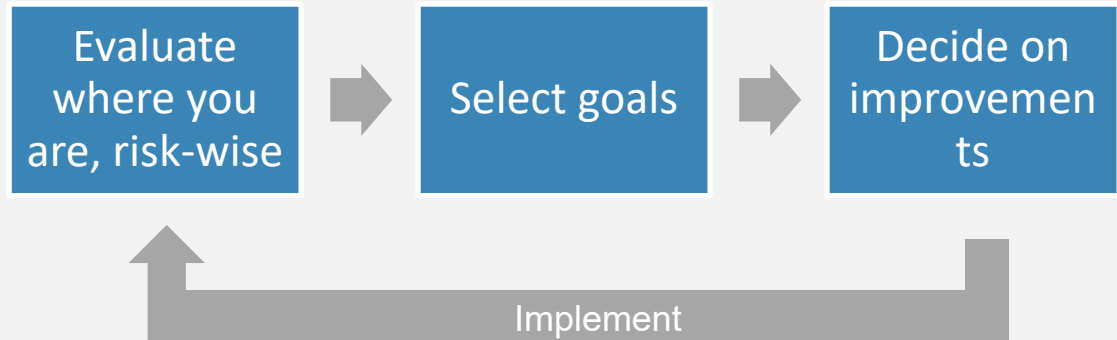 Evaluate
where you
are, risk-wise
Select goals
Decide on
improvemen
ts
Implement